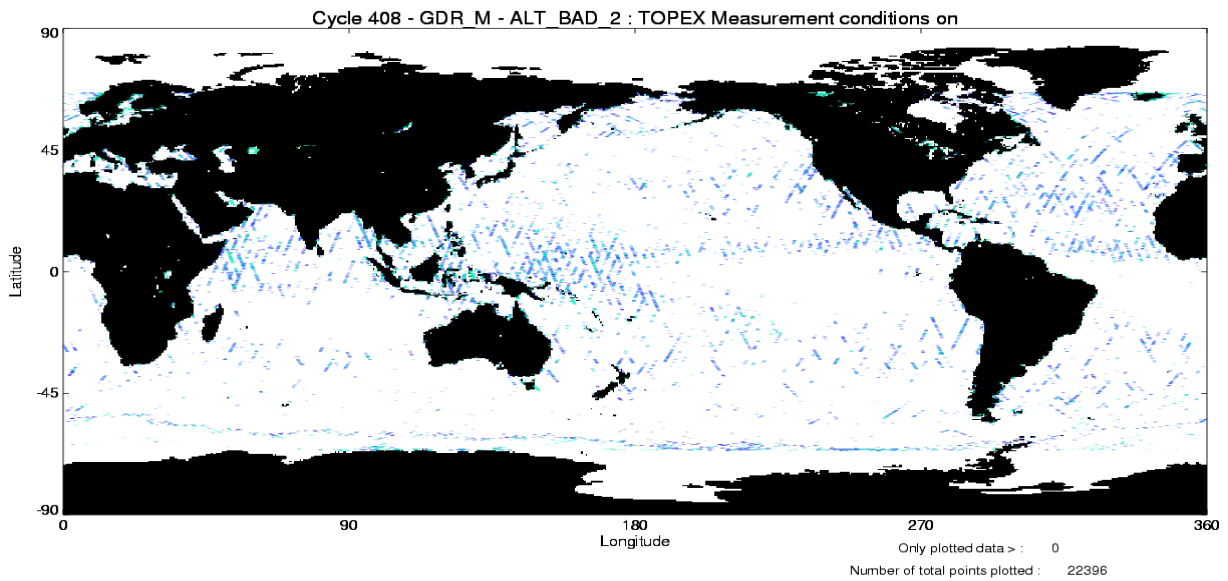 Cycle 408 - GDR_M - ALT_BAD_2 : TOPEX Measurement conditions on
90
45
0
-45
-90
Latitude
0 90 180 270 360
Longitude
Only plotted data > : 0
Number of total points plotted : 22396